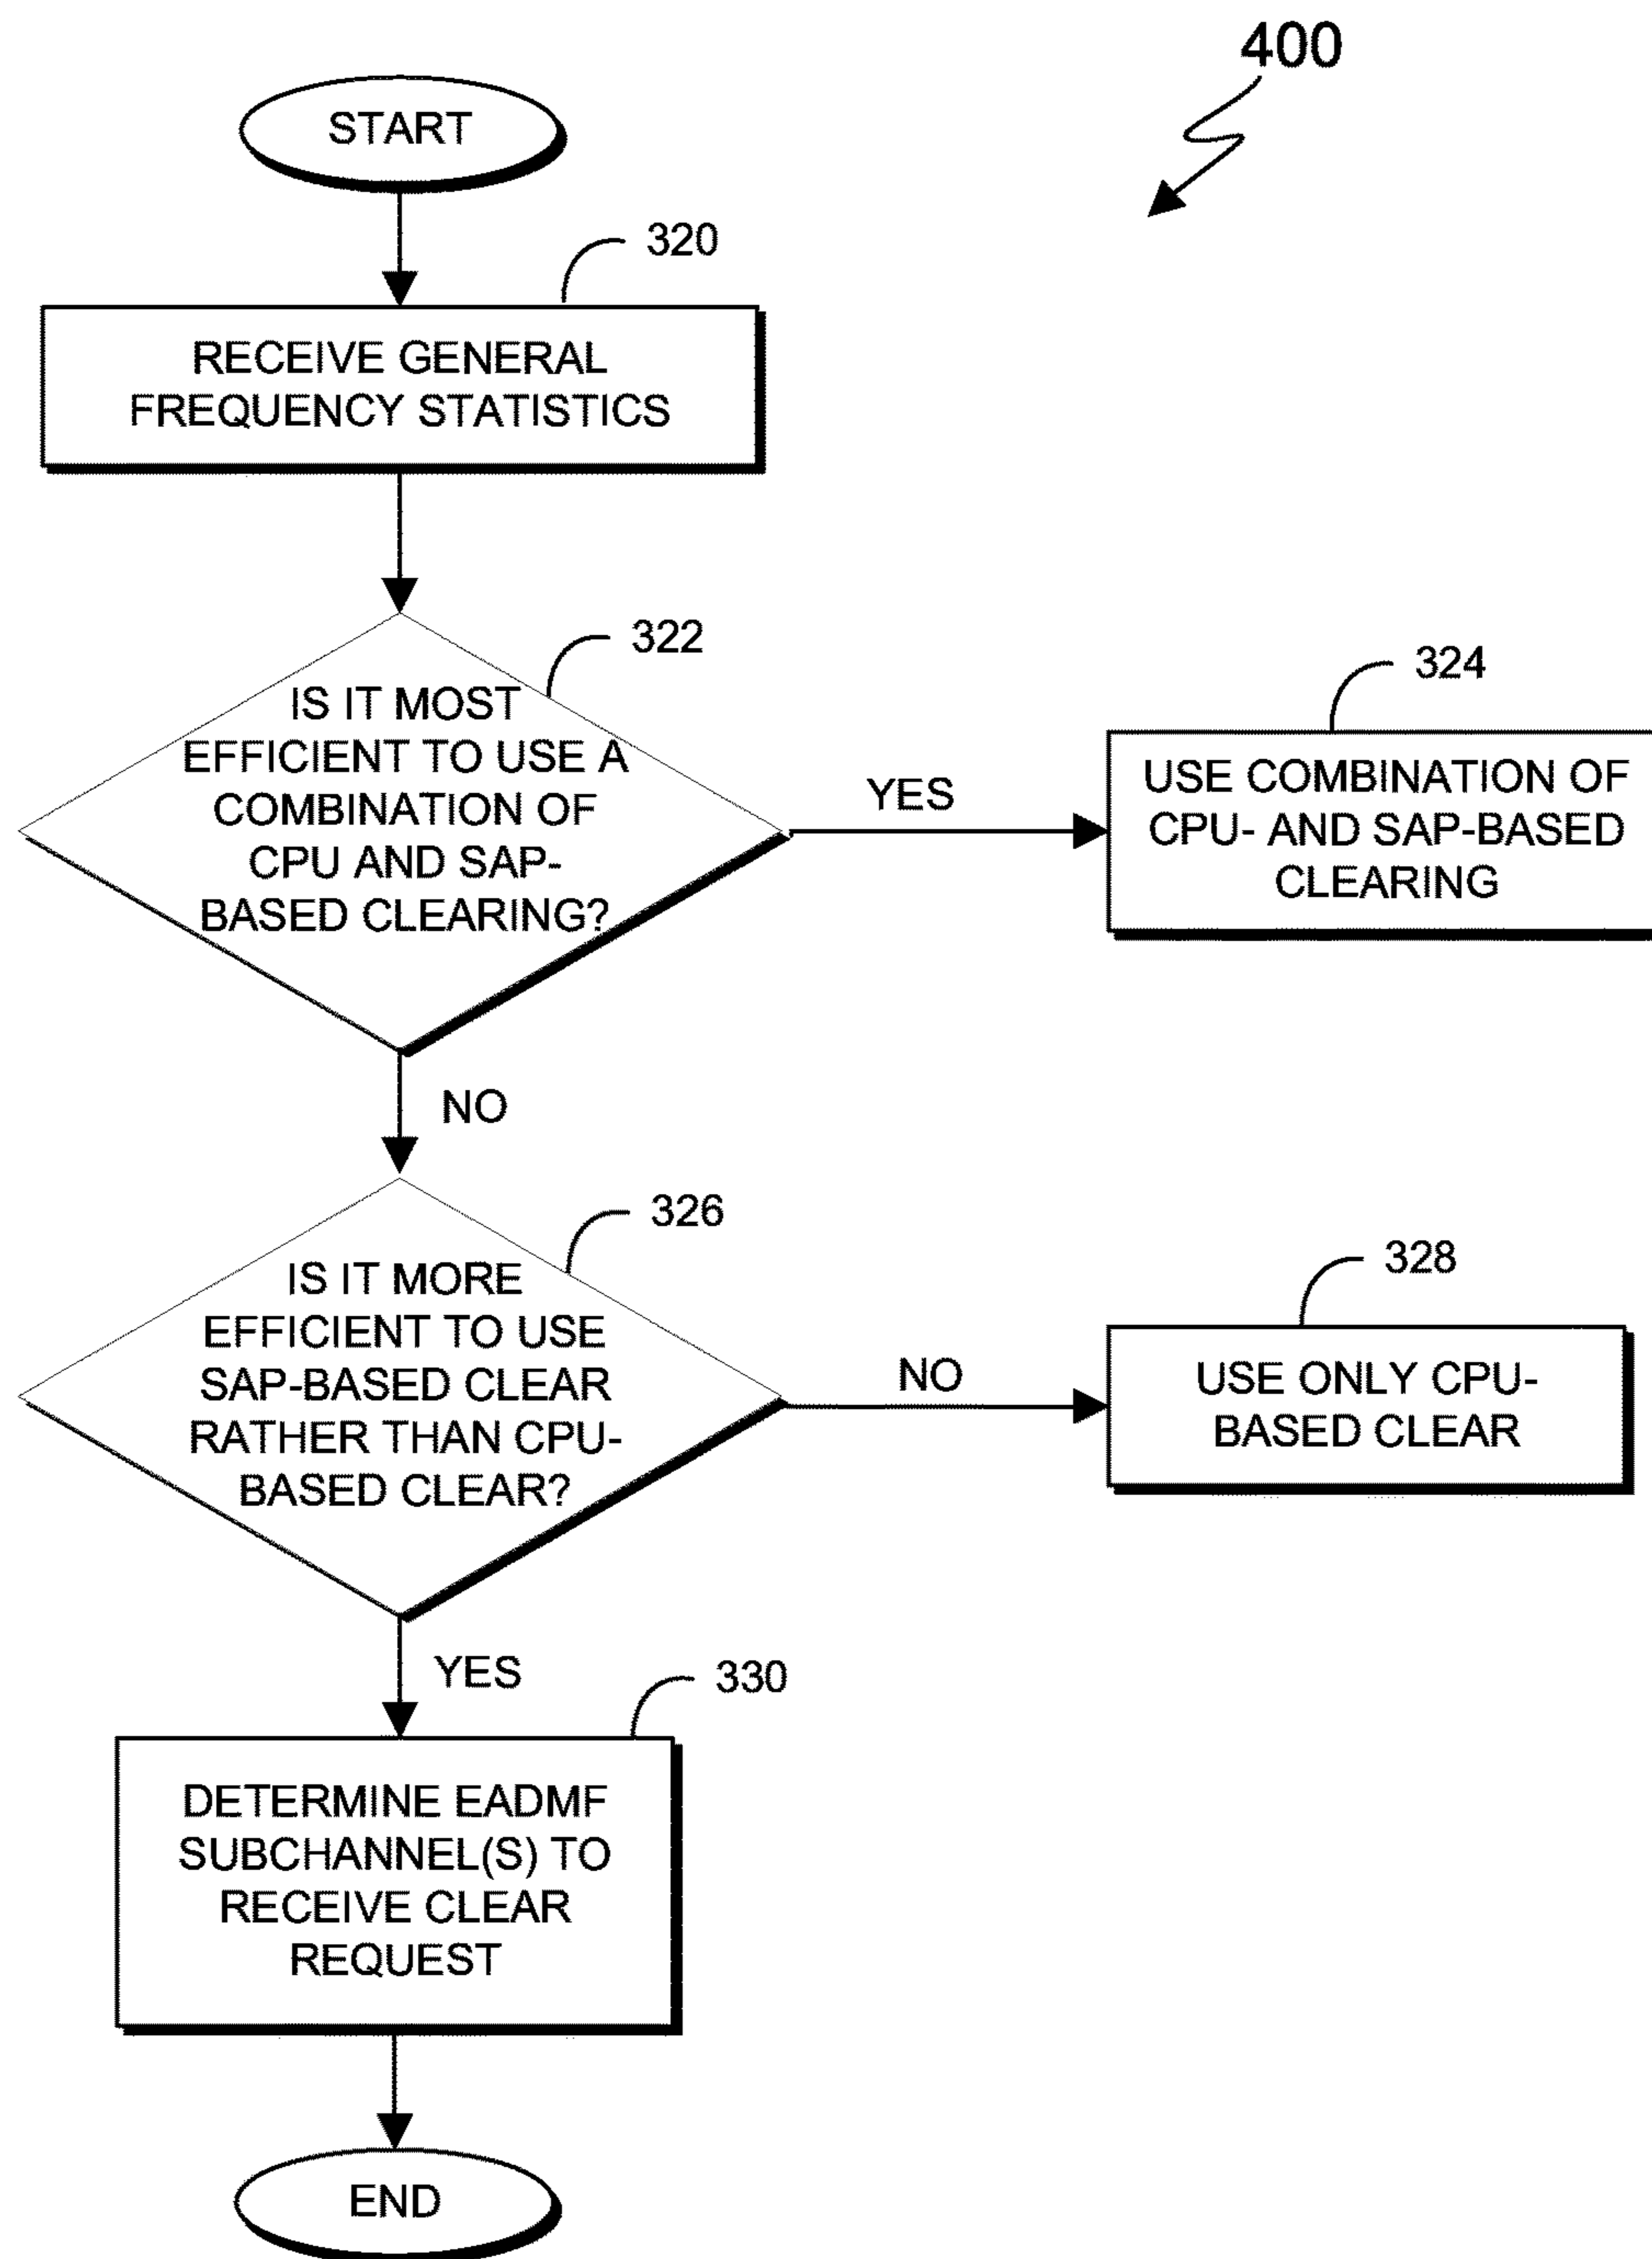 400
START
320
RECEIVE GENERAL
FREQUENCY STATISTICS
322
IS IT MOST
EFFICIENT TO USE A
COMBINATION OF
CPU AND SAP-
BASED CLEARING?
YES
324
USE COMBINATION OF
CPU- AND SAP-BASED
CLEARING
NO
326
IS IT MORE
EFFICIENT TO USE
SAP-BASED CLEAR
RATHER THAN CPU-
BASED CLEAR?
NO
328
USE ONLY CPU-
BASED CLEAR
YES
330
DETERMINE EADMF
SUBCHANNEL(S) TO
RECEIVE CLEAR
REQUEST
END